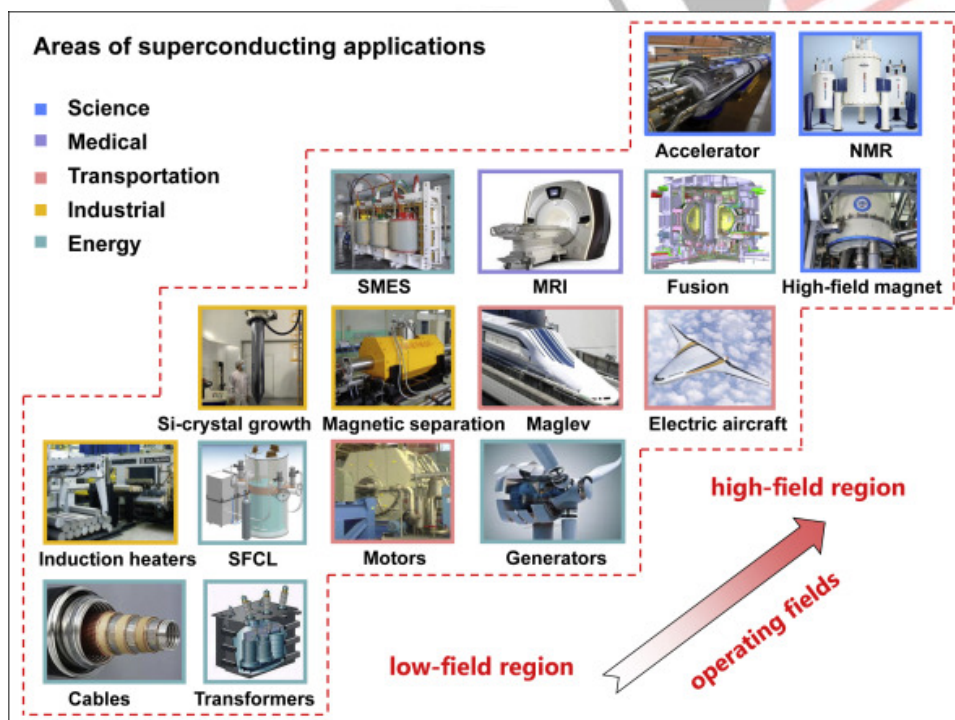 Areas of superconducting applications
Science
Medical
Transportation
Industrial
Energy
Accelerator
NMR
SMES
MRI
Fusion
High-field magnet
Si-crystal growth
Magnetic separation
Maglev
Electric aircraft
Induction heaters
SFCL
Motors
Generators
high-field region
operating fields
low-field region
Cables
Transformers